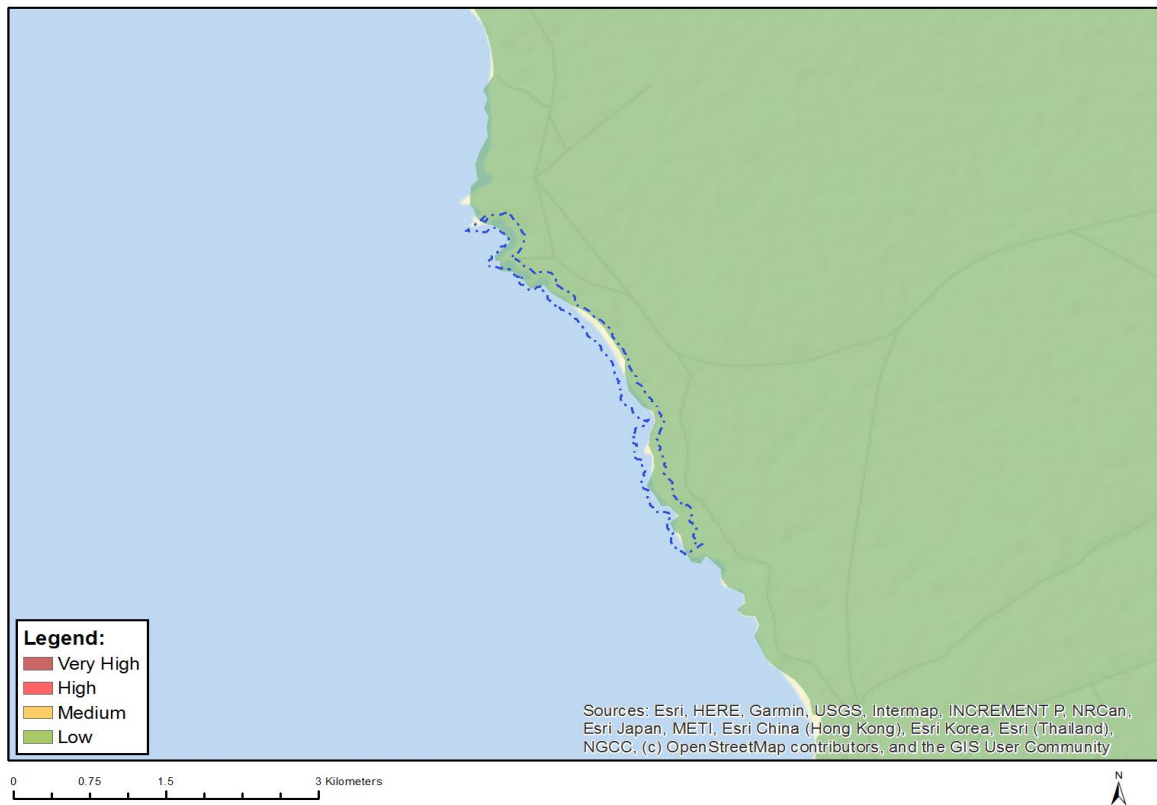 Legend:
Very High
High
Medium
Low
Sources: Esri, HERE, Garmin, USGS, Intermap, INCREMENT P, NRCan,
Esri Japan, METI, Esri China (Hong Kong), Esri Korea, Esri (Thailand),
NGCC, (c) OpenStreetMap contributors, and the GIS User Community
0 0.75 1.5 3 Kilometers
N